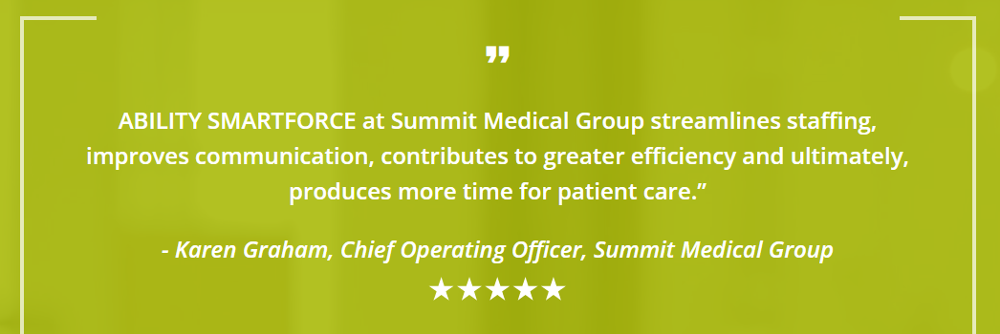 ”
ABILITY SMARTFORCE at Summit Medical Group streamlines staffing,
improves communication, contributes to greater efficiency and ultimately,
produces more time for patient care.”
- Karen Graham, Chief Operating Officer, Summit Medical Group
★★★★★